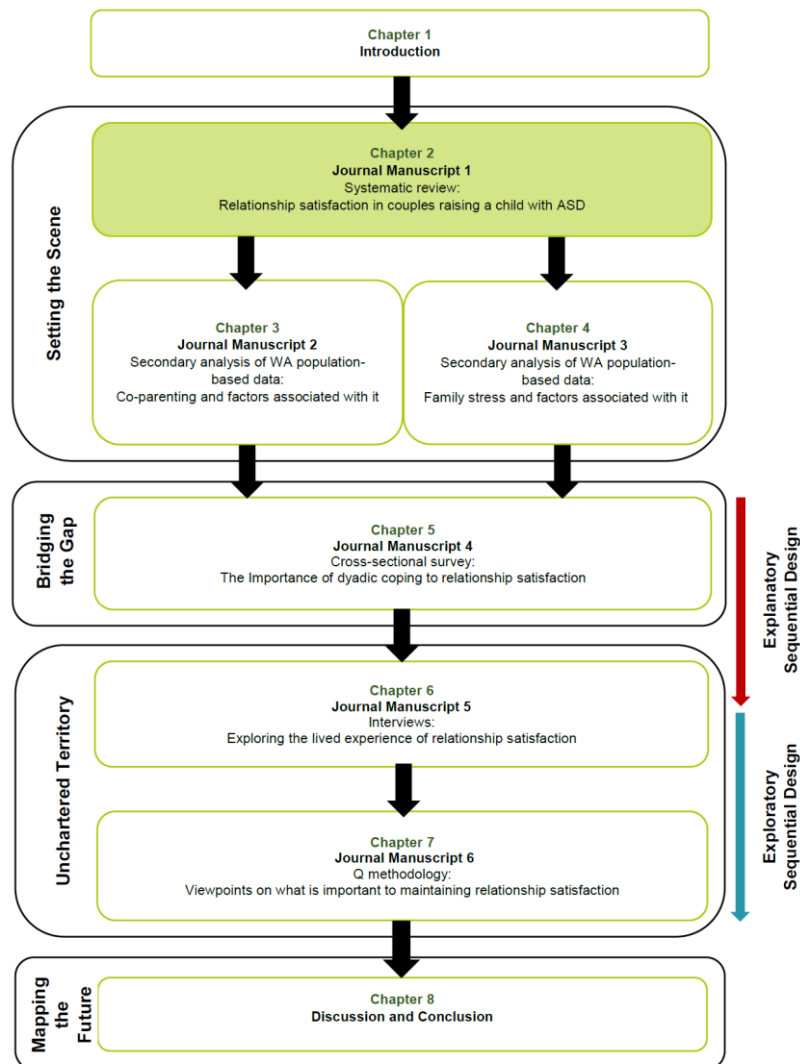 Chapter 1
Introduction
Setting the Scene
Chapter 2
Journal Manuscript 1
Systematic review:
Relationship satisfaction in couples raising a child with ASD
Chapter 3
Journal Manuscript 2
Secondary analysis of WA population-
based data:
Co-parenting and factors associated with it
Chapter 4
Journal Manuscript 3
Secondary analysis of WA population-
based data:
Family stress and factors associated with it
Bridging
the Gap
Chapter 5
Journal Manuscript 4
Cross-sectional survey:
The Importance of dyadic coping to relationship satisfaction
Explanatory
Sequential Design
Unchartered Territory
Chapter 6
Journal Manuscript 5
Interviews:
Exploring the lived experience of relationship satisfaction
Chapter 7
Journal Manuscript 6
Q methodology:
Viewpoints on what is important to maintaining relationship satisfaction
Exploratory
Sequential Design
Mapping
the
Future
Chapter 8
Discussion and Conclusion